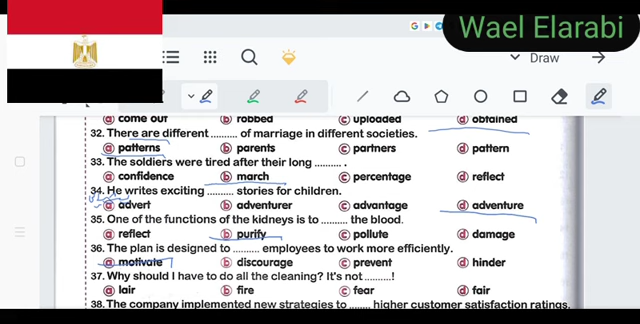 Wael Elarabi
Draw
a come out b robbed c uploaded d obtained
32. There are different .......... of marriage in different societies.
a patterns b parents c partners d pattern
33. The soldiers were tired after their long .......... .
a confidence b march c percentage d reflect
34. He writes exciting .......... stories for children.
a advert b adventurer c advantage d adventure
35. One of the functions of the kidneys is to .......... the blood.
a reflect b purify c pollute d damage
36. The plan is designed to .......... employees to work more efficiently.
a motivate b discourage c prevent d hinder
37. Why should I have to do all the cleaning? It's not ..........!
a lair b fire c fear d fair
38. The company implemented new strategies to ........ higher customer satisfaction ratings.